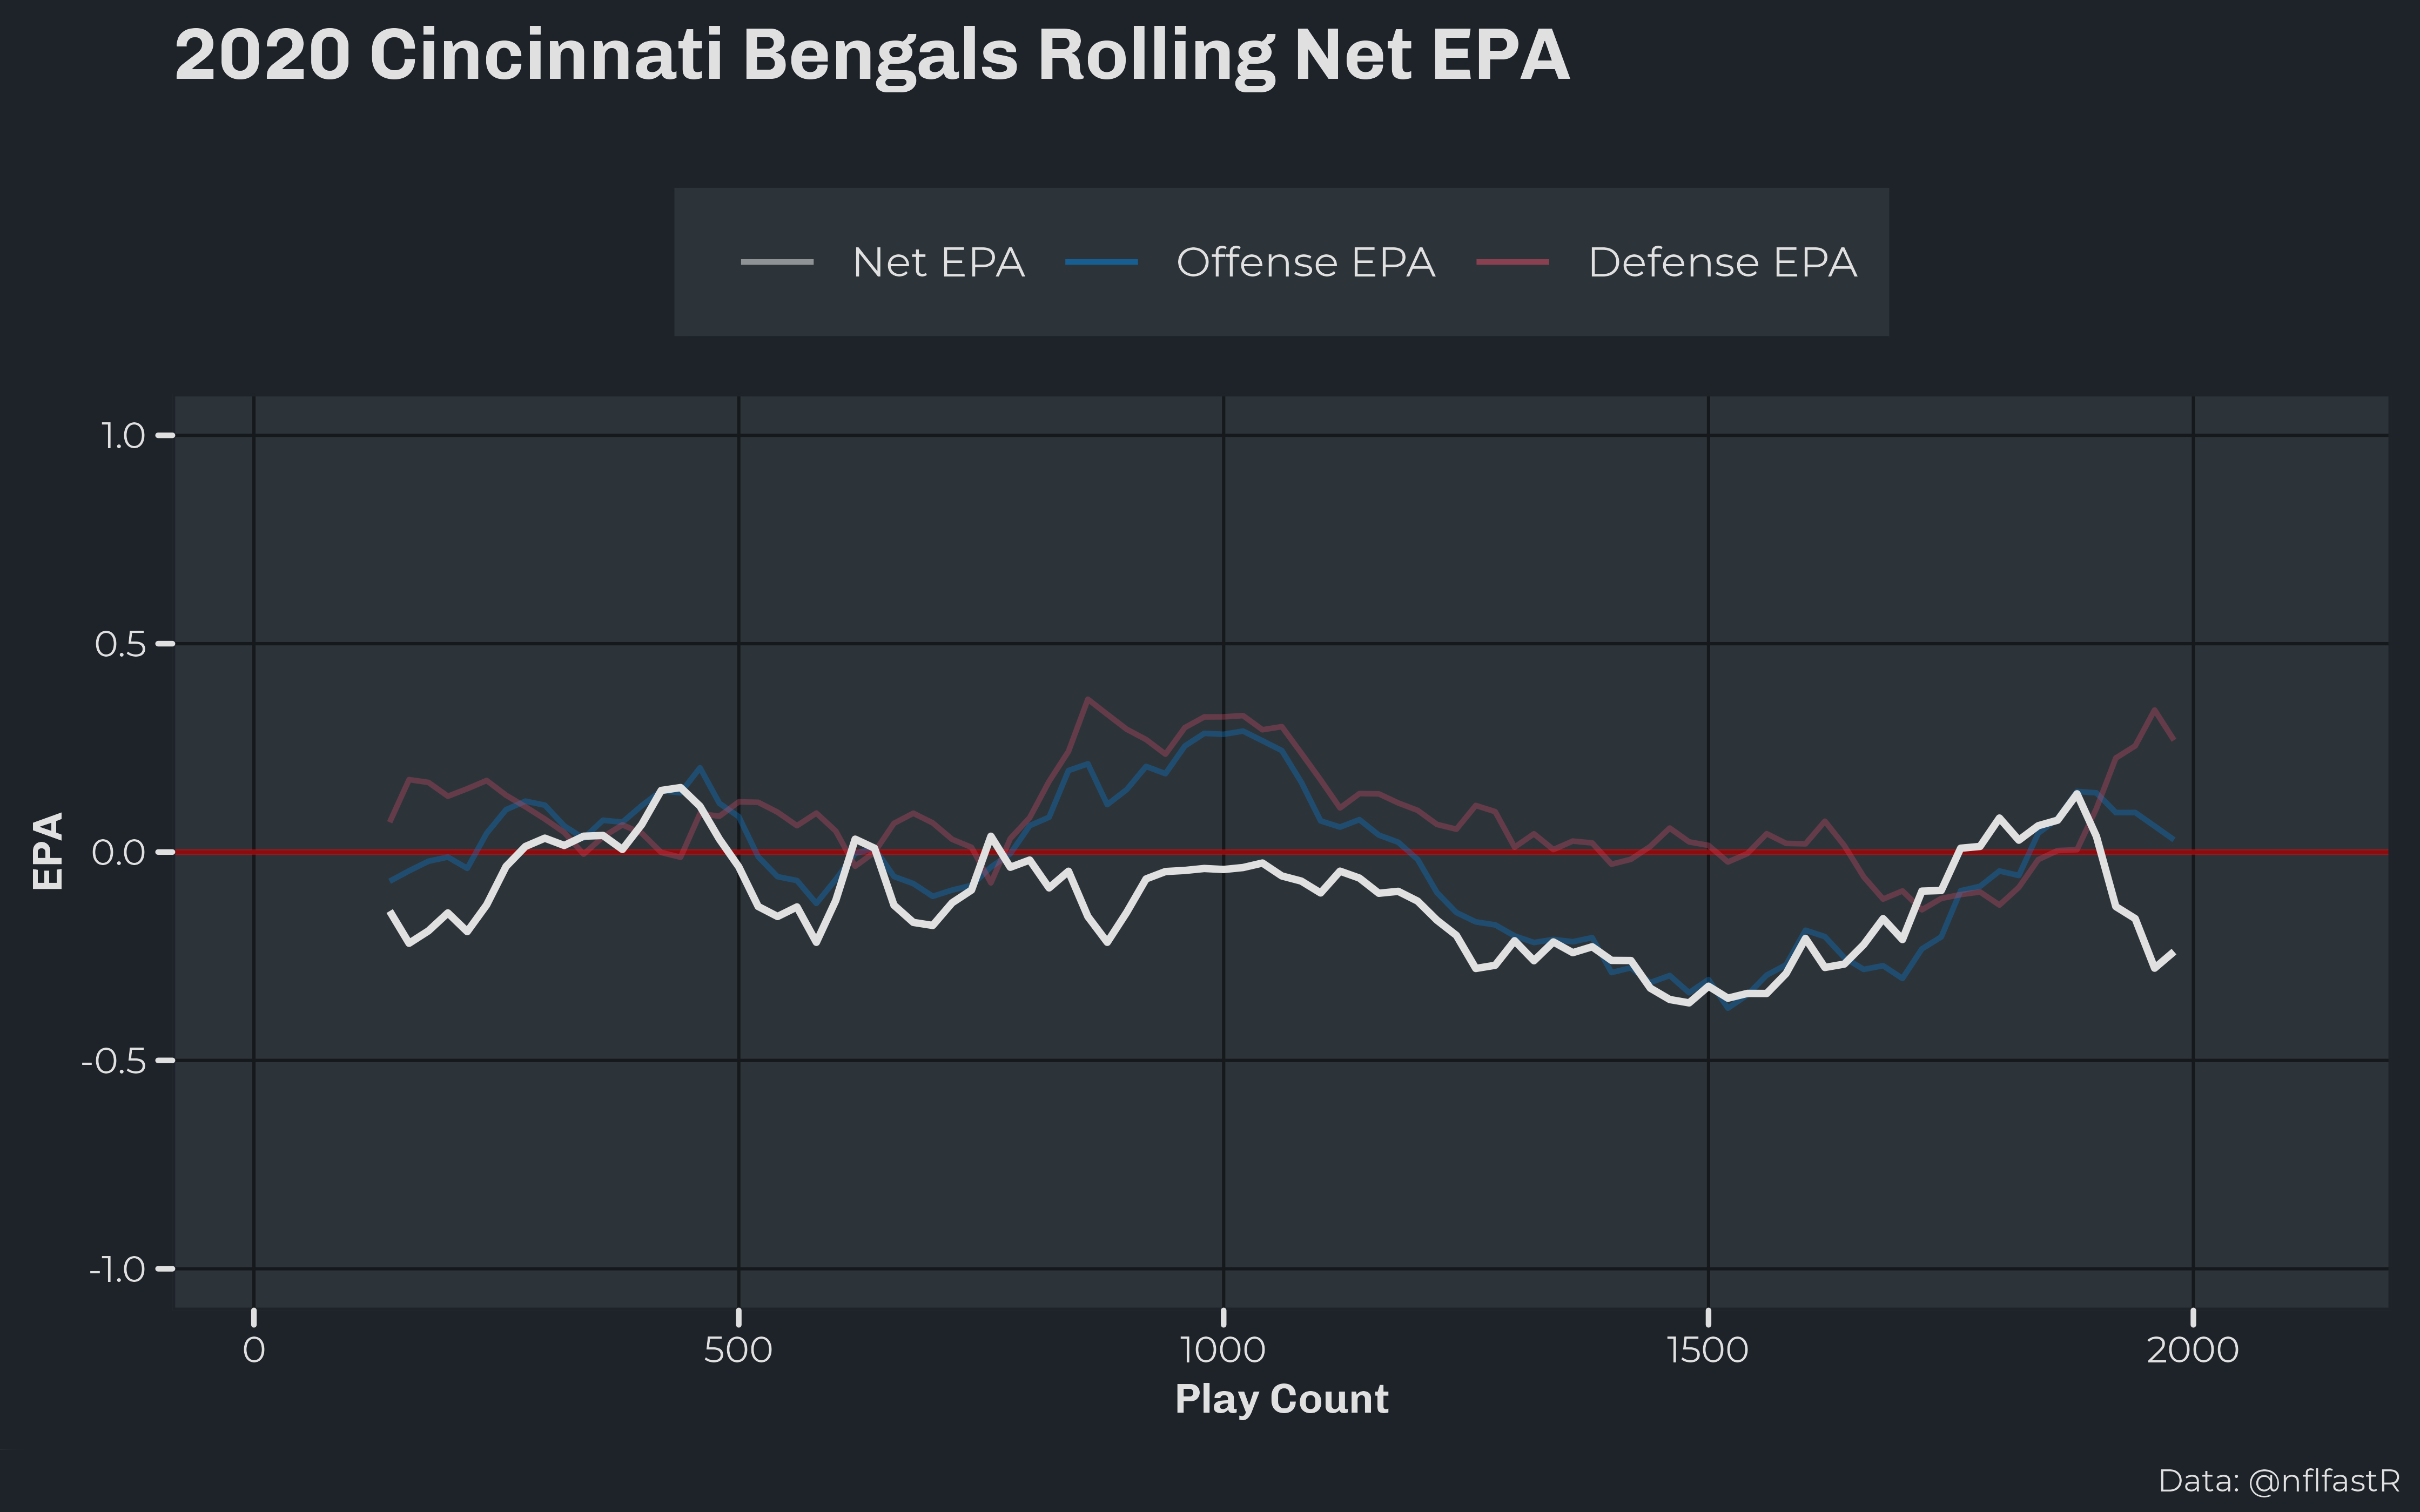 2020 Cincinnati Bengals Rolling Net EPA
Net EPA Offense EPA Defense EPA
1.0
0.5
0.0
-0.5
-1.0
EPA
0 500 1000 1500 2000
Play Count
Data: @nflfastR